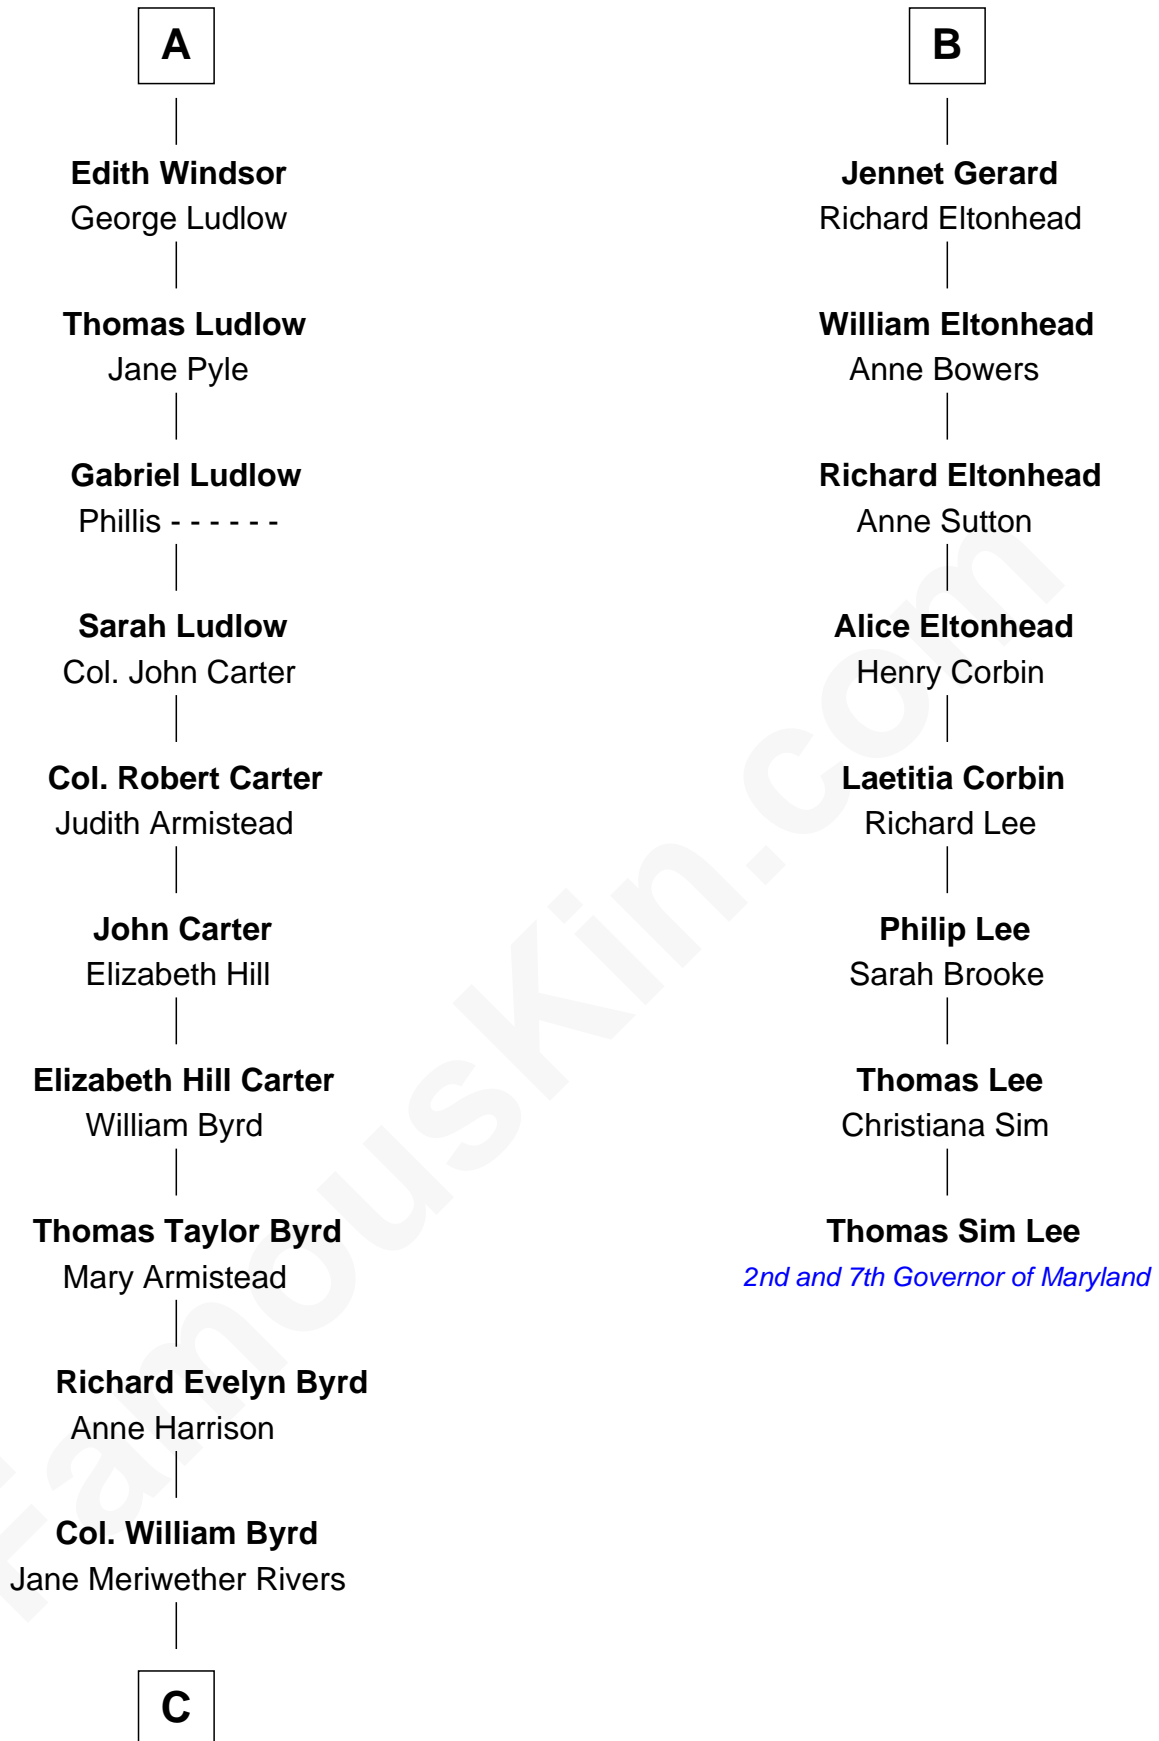 A
Edith Windsor
George Ludlow
Thomas Ludlow
Jane Pyle
Gabriel Ludlow
Phillis - - - - - -
Sarah Ludlow
Col. John Carter
Col. Robert Carter
Judith Armistead
John Carter
Elizabeth Hill
Elizabeth Hill Carter
William Byrd
Thomas Taylor Byrd
Mary Armistead
Richard Evelyn Byrd
Anne Harrison
Col. William Byrd
Jane Meriwether Rivers
C
B
Jennet Gerard
Richard Eltonhead
William Eltonhead
Anne Bowers
Richard Eltonhead
Anne Sutton
Alice Eltonhead
Henry Corbin
Laetitia Corbin
Richard Lee
Philip Lee
Sarah Brooke
Thomas Lee
Christiana Sim
Thomas Sim Lee
2nd and 7th Governor of Maryland
FamousKin.com